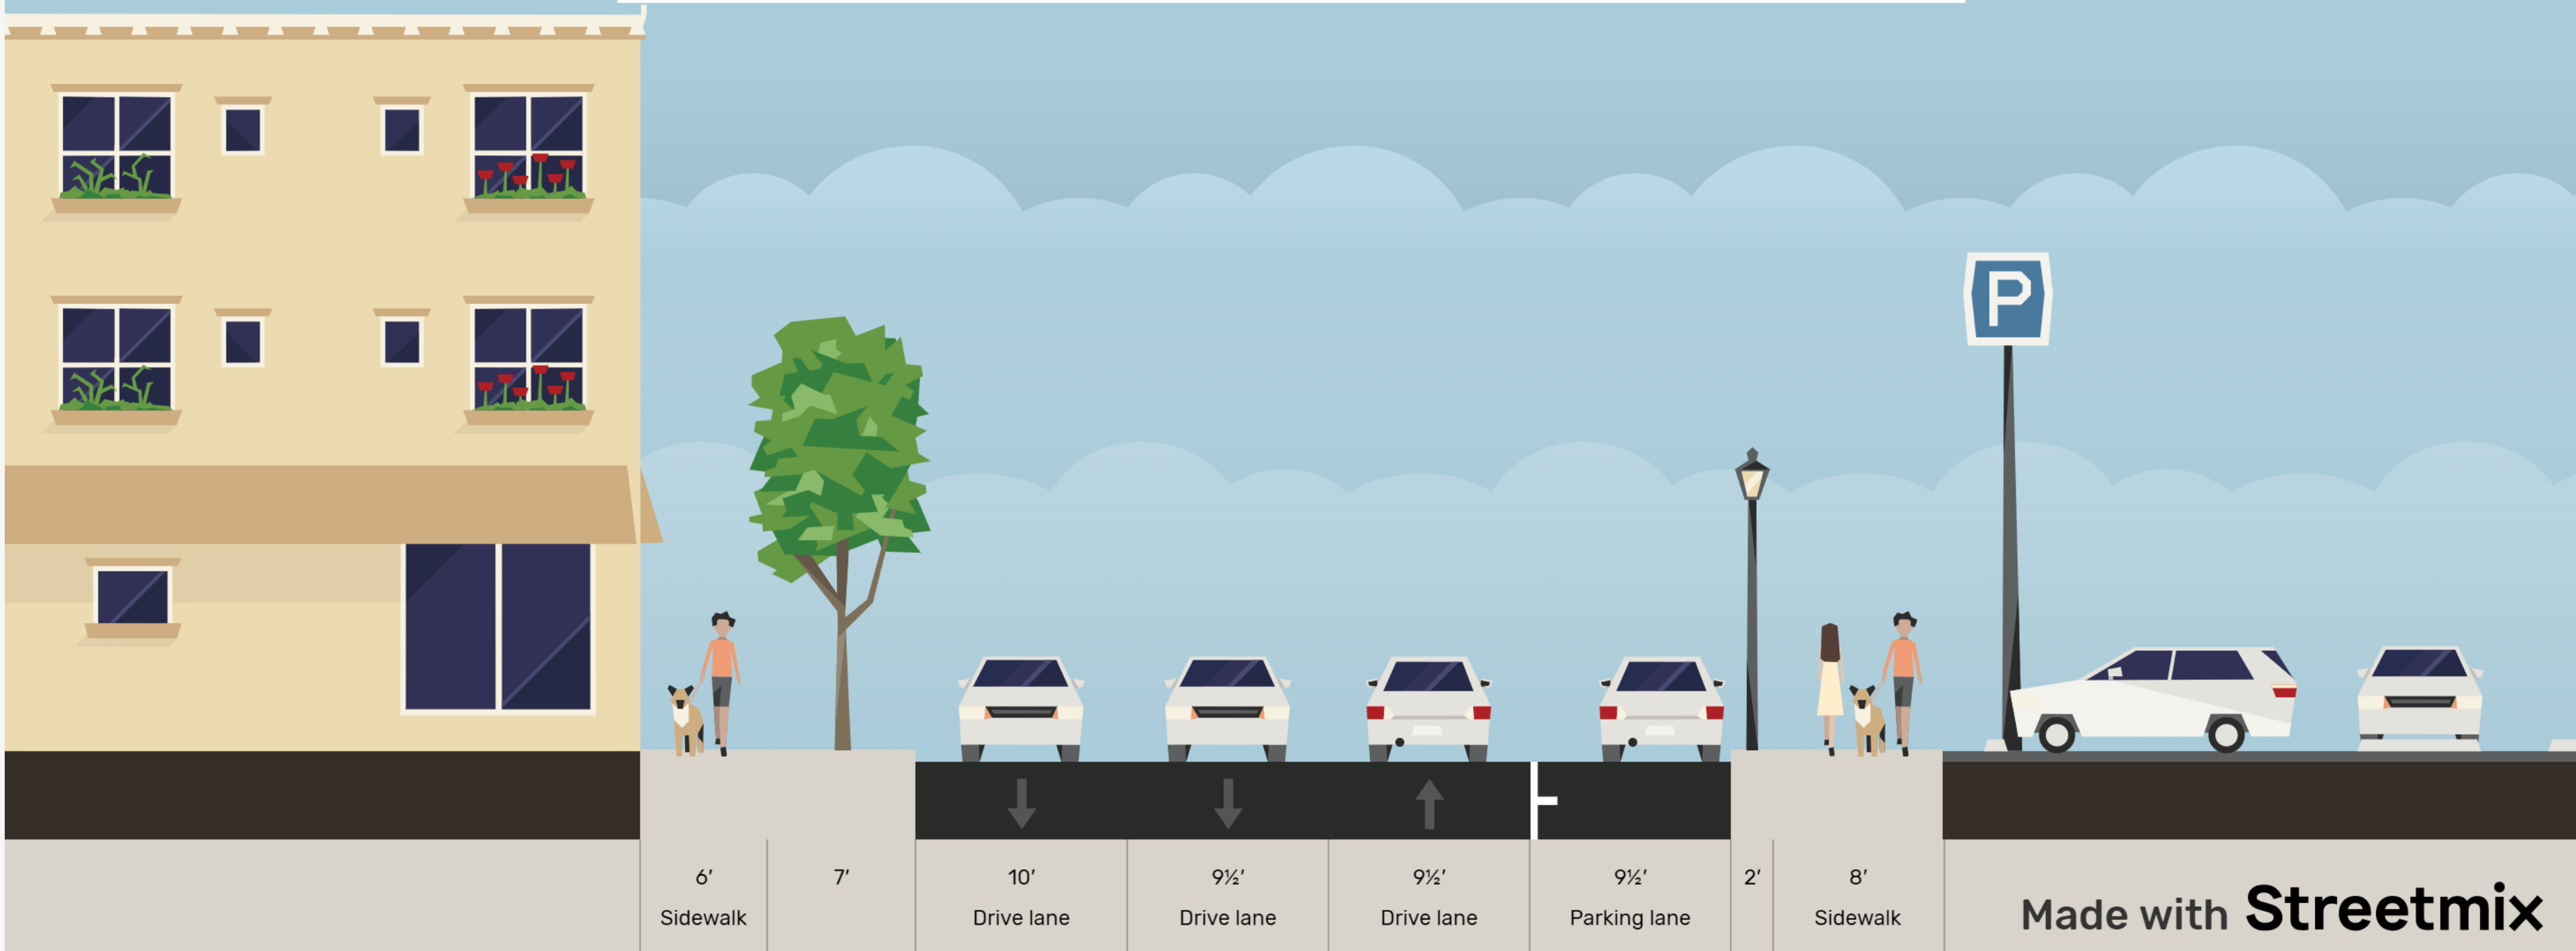 P
6′ 7′ 10′ 9½′ 9½′ 9½′ 2′ 8′
Sidewalk Drive lane Drive lane Drive lane Parking lane Sidewalk
Made with Streetmix